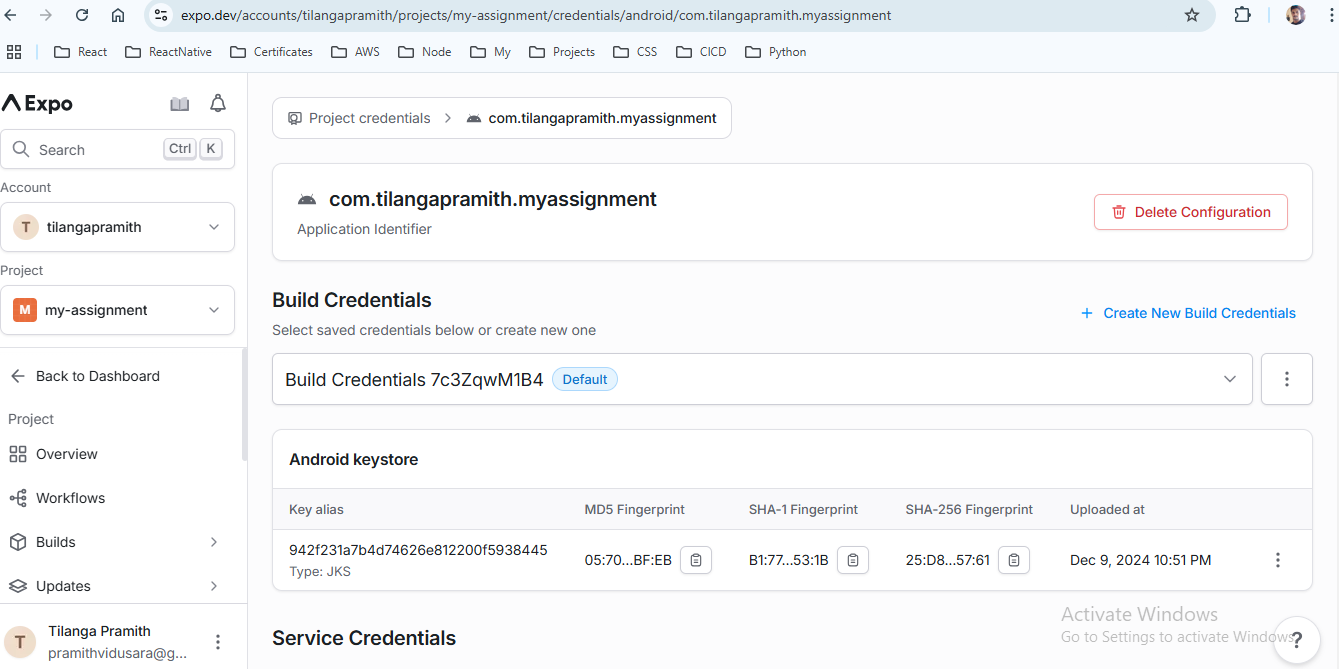 expo.dev/accounts/tilangapramith/projects/my-assignment/credentials/android/com.tilangapramith.myassignment
React ReactNative Certificates AWS Node My Projects CSS CICD Python
Expo
Search Ctrl K
Account
T tilangapramith
Project
M my-assignment
Back to Dashboard
Project
Overview
Workflows
Builds
Updates
T Tilanga Pramith
pramithvidusara@g...
Project credentials > com.tilangapramith.myassignment
com.tilangapramith.myassignment
Application Identifier
Delete Configuration
Build Credentials
Select saved credentials below or create new one
+ Create New Build Credentials
Build Credentials 7c3ZqwM1B4 Default
Android keystore
Key alias MD5 Fingerprint SHA-1 Fingerprint SHA-256 Fingerprint Uploaded at
942f231a7b4d74626e812200f5938445 05:70...BF:EB B1:77...53:1B 25:D8...57:61 Dec 9, 2024 10:51 PM
Type: JKS
Service Credentials
Activate Windows
Go to Settings to activate Windows
?